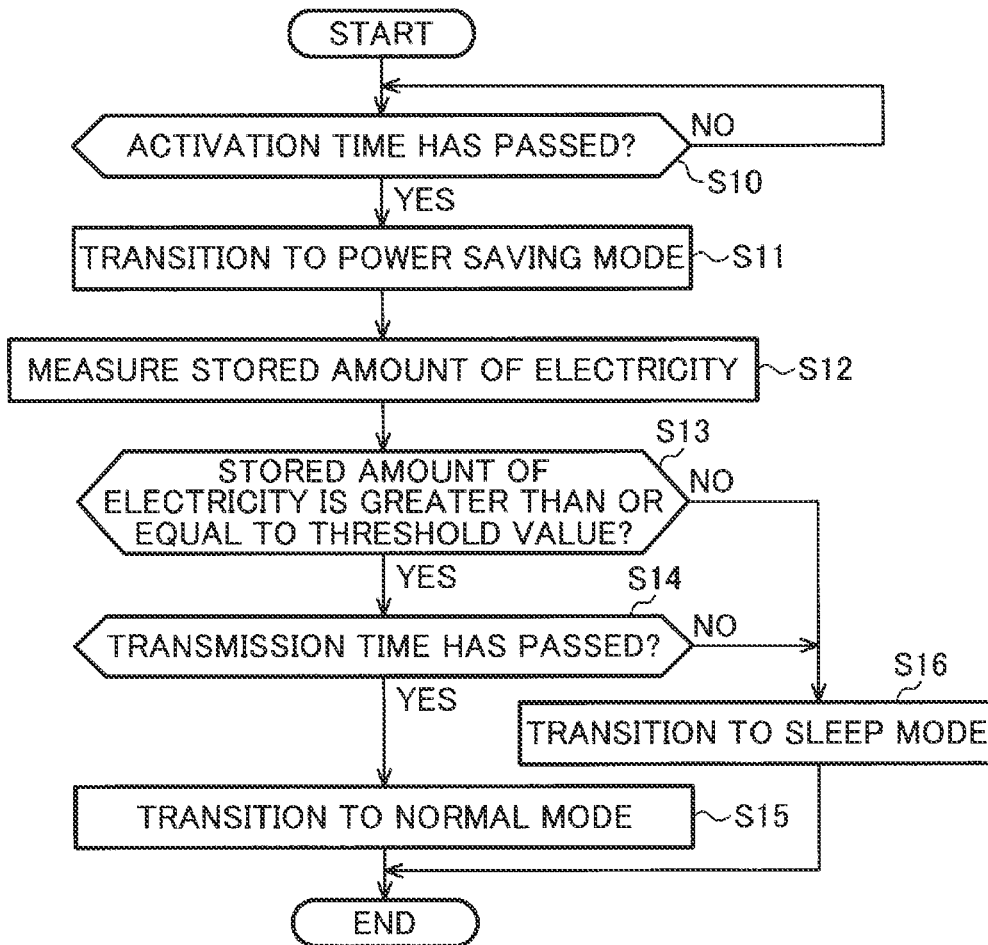 START
ACTIVATION TIME HAS PASSED?
NO
S10
YES
TRANSITION TO POWER SAVING MODE
S11
MEASURE STORED AMOUNT OF ELECTRICITY
S12
S13
STORED AMOUNT OF
ELECTRICITY IS GREATER THAN OR
EQUAL TO THRESHOLD VALUE?
NO
YES
S14
TRANSMISSION TIME HAS PASSED?
NO
YES
S16
TRANSITION TO SLEEP MODE
TRANSITION TO NORMAL MODE
S15
END